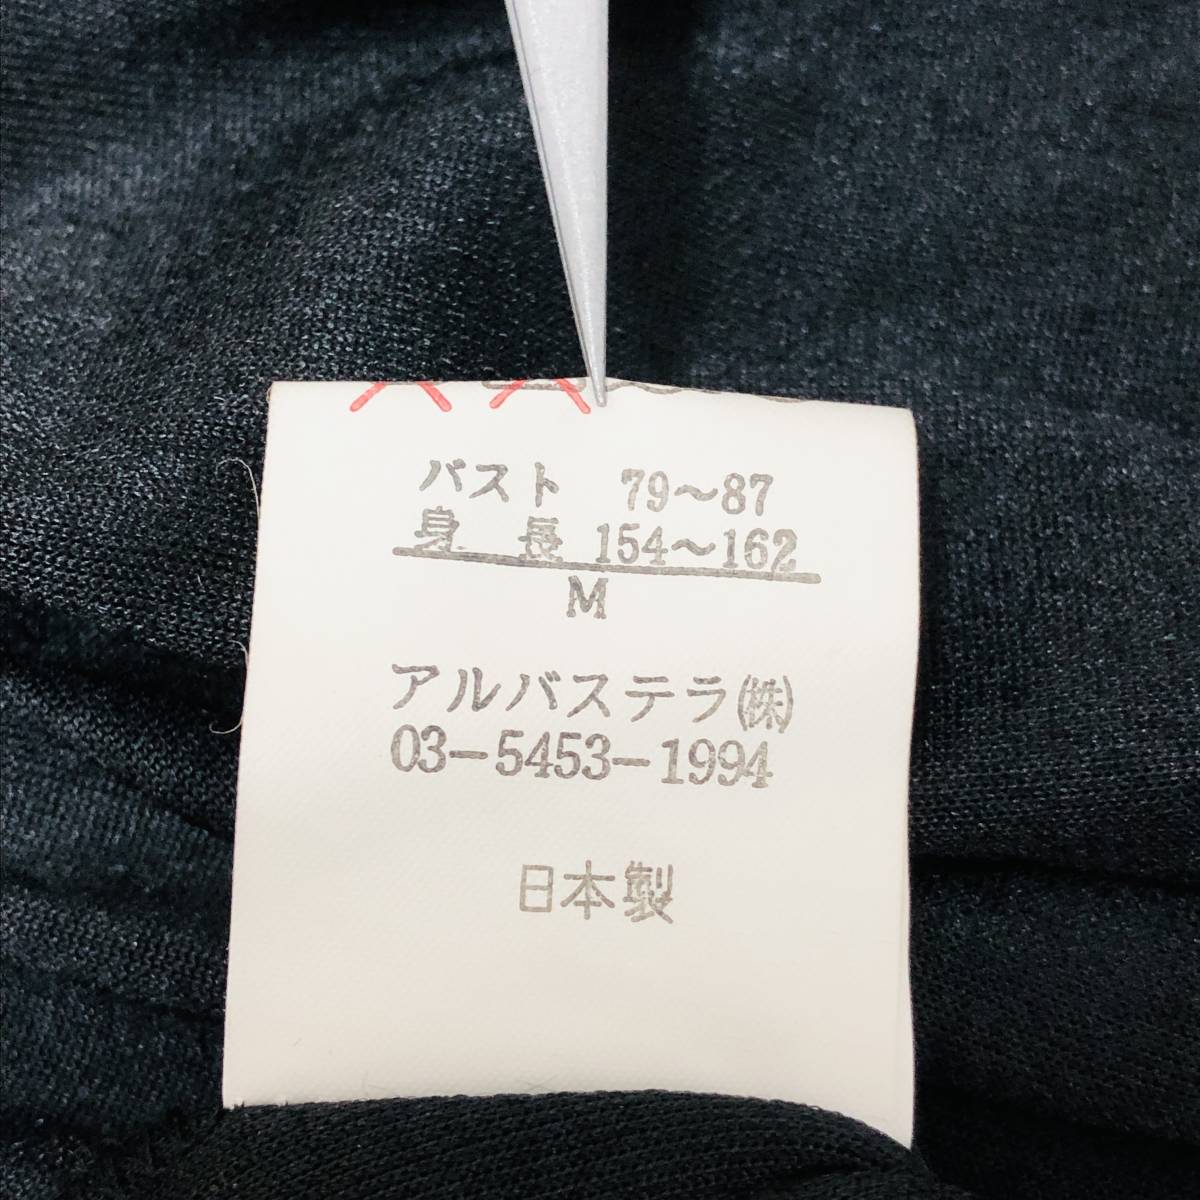 バスト 79〜87
身 長 154〜162
M
アルバステラ(株)
03-5453-1994
日本製